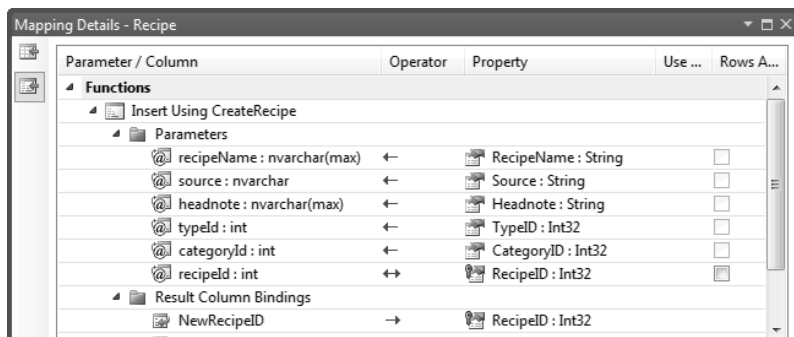 Mapping Details - Recipe
Parameter / Column Operator Property Use ... Rows A...
Functions
Insert Using CreateRecipe
Parameters
recipeName : nvarchar(max) ← RecipeName : String
source : nvarchar ← Source : String
headnote : nvarchar(max) ← Headnote : String
typeId : int ← TypeID : Int32
categoryId : int ← CategoryID : Int32
recipeId : int ↔ RecipeID : Int32
Result Column Bindings
NewRecipeID → RecipeID : Int32